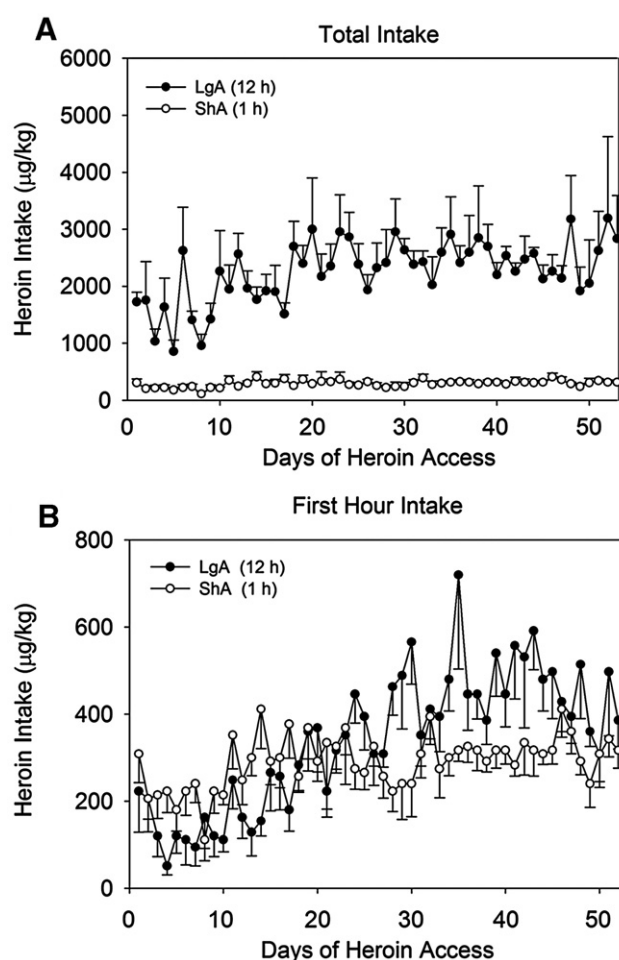 A
Total Intake
6000
5000
4000
3000
2000
1000
0
Heroin Intake (µg/kg)
LgA (12 h)
ShA (1 h)
0 10 20 30 40 50
Days of Heroin Access
B
First Hour Intake
800
600
400
200
0
Heroin Intake (µg/kg)
LgA (12 h)
ShA (1 h)
0 10 20 30 40 50
Days of Heroin Access